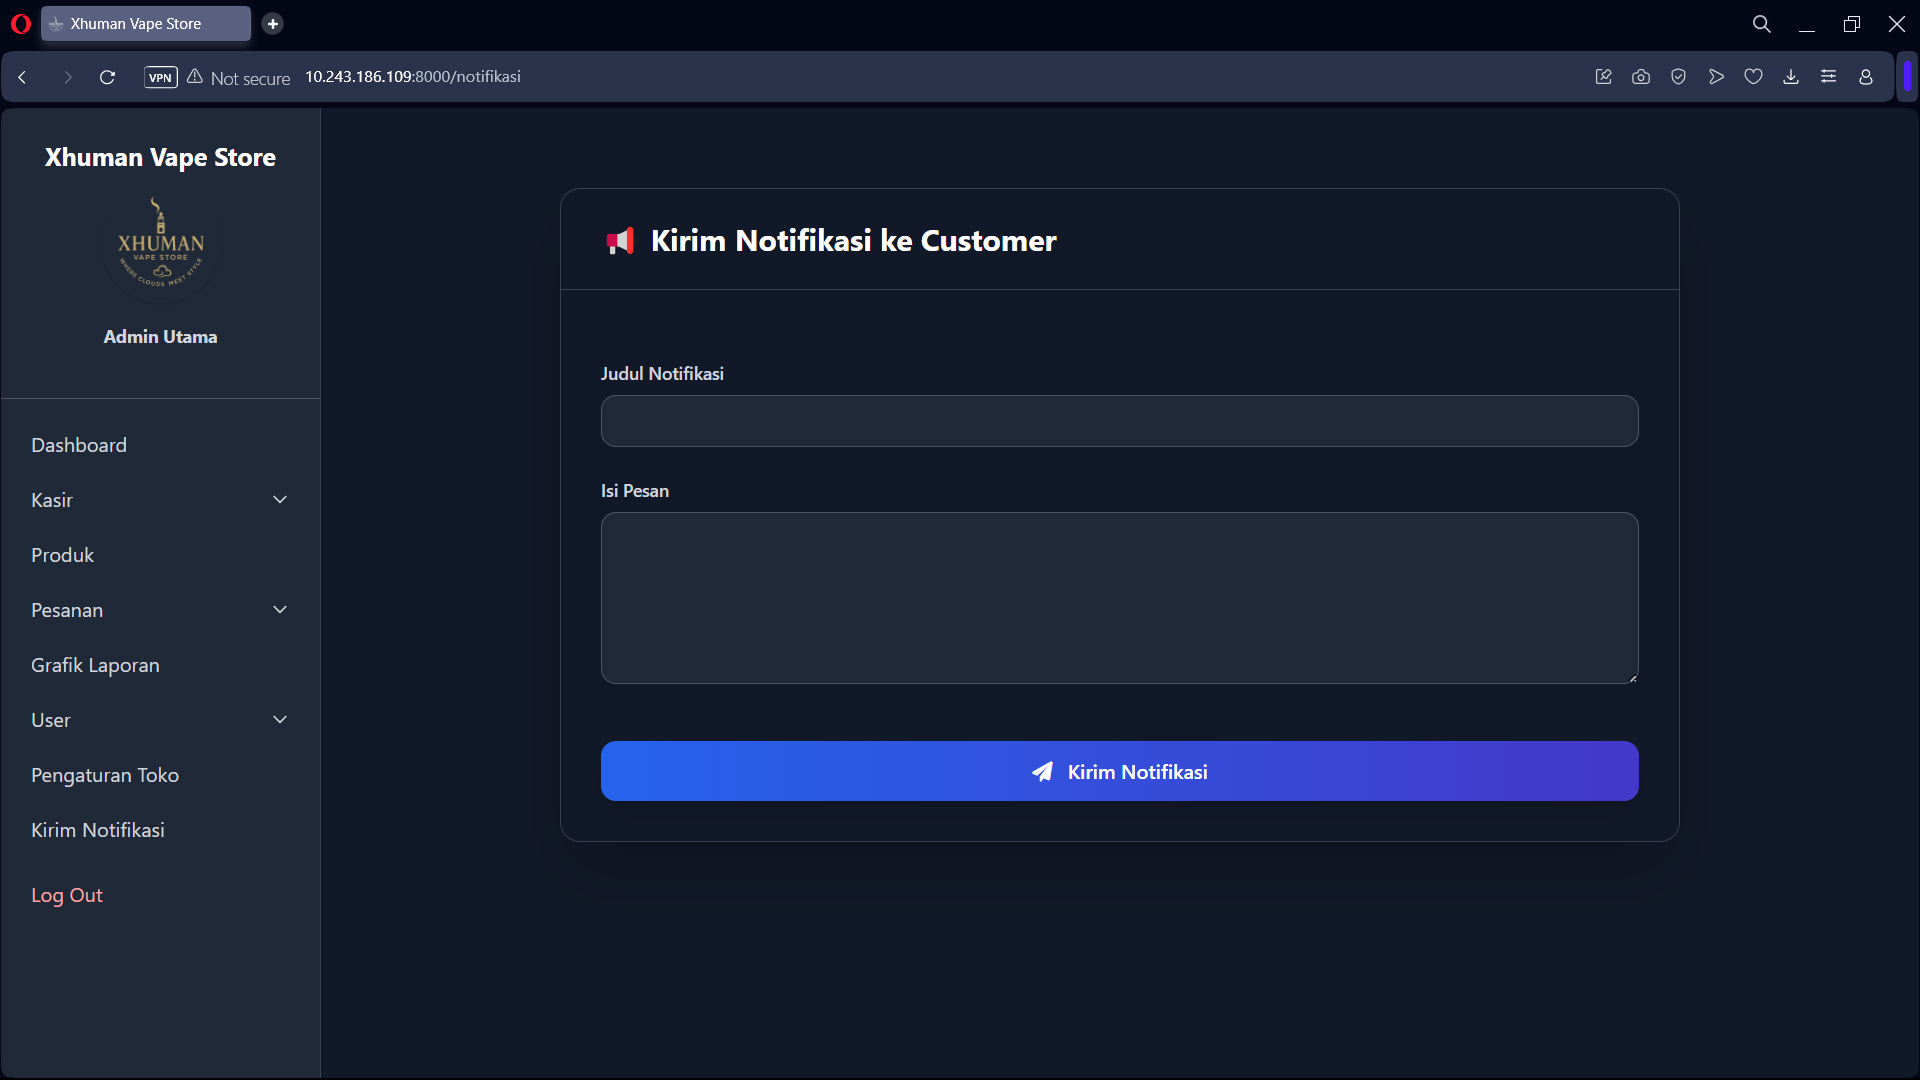 Xhuman Vape Store
VPN
Not secure
10.243.186.109:8000/notifikasi
Xhuman Vape Store
XHUMAN
VAPE STORE
WHERE CLOUDS MEET STYLE
Admin Utama
Dashboard
Kasir
Produk
Pesanan
Grafik Laporan
User
Pengaturan Toko
Kirim Notifikasi
Log Out
Kirim Notifikasi ke Customer
Judul Notifikasi
Isi Pesan
Kirim Notifikasi